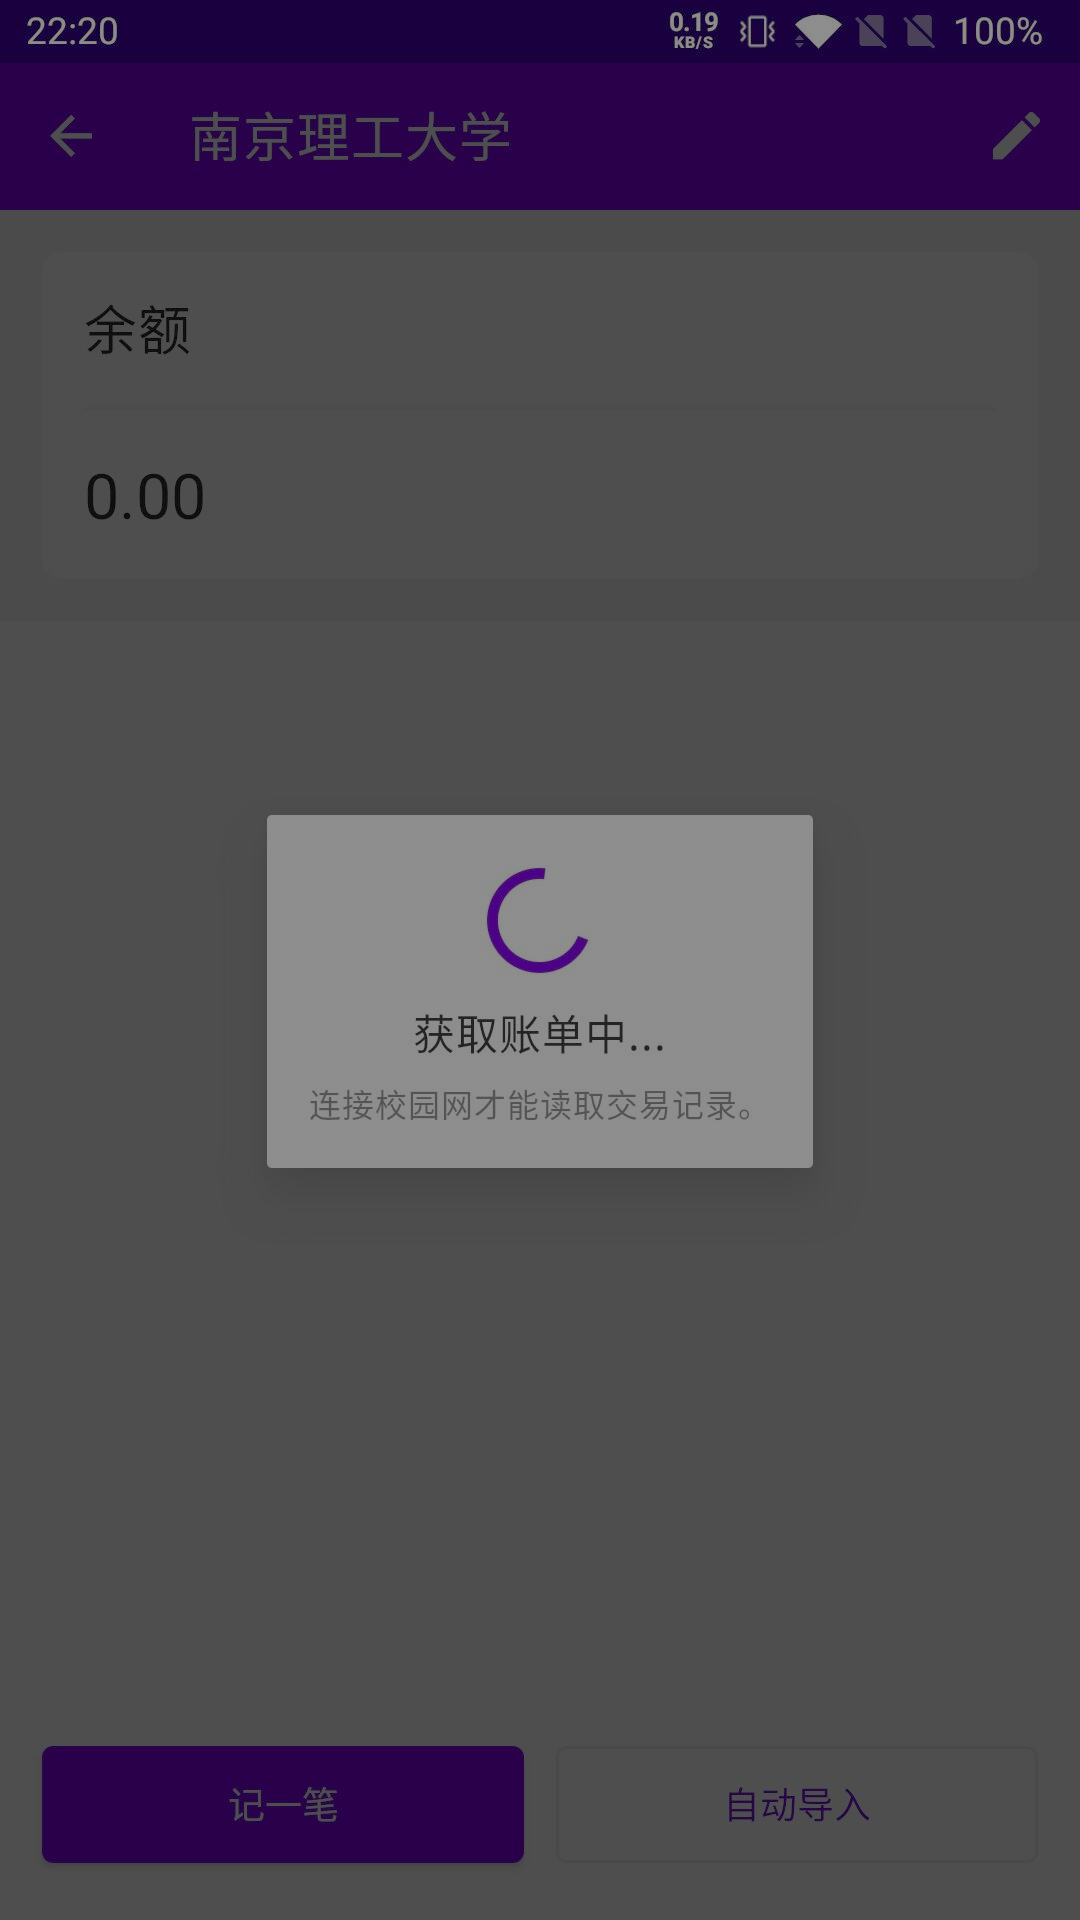 22:20
0.19
KB/S
100%
南京理工大学
余额
0.00
获取账单中...
连接校园网才能读取交易记录。
记一笔
自动导入